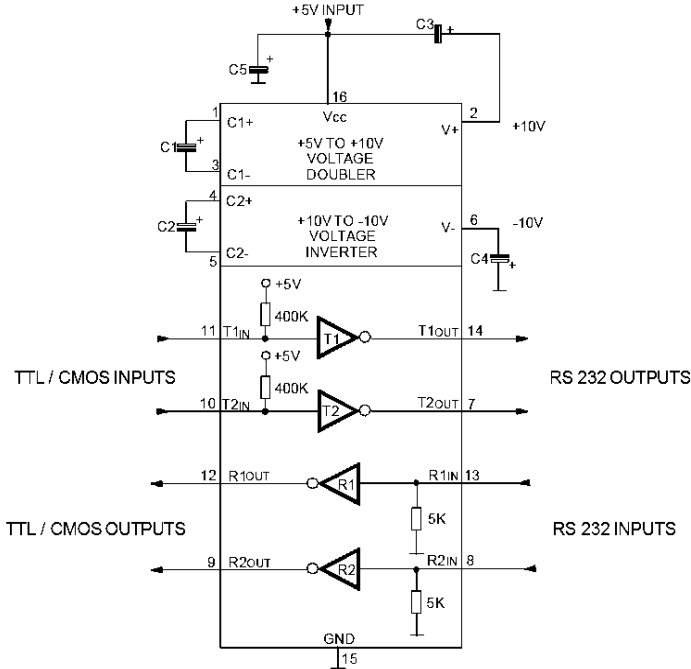 +5V INPUT
C3
+
C5
+
16
1
Vcc
2
C1+
V+
+10V
C1
+
+5V TO +10V
VOLTAGE
DOUBLER
3
C1-
4
C2+
+10V TO -10V
VOLTAGE
INVERTER
V-
6
-10V
C2
+
C2-
5
C4
+
+5V
400K
11
T1IN
T1
T1OUT
14
+5V
TTL / CMOS INPUTS
RS 232 OUTPUTS
400K
10
T2IN
T2
T2OUT
7
12
R1OUT
R1
R1IN
13
5K
TTL / CMOS OUTPUTS
RS 232 INPUTS
9
R2OUT
R2
R2IN
8
5K
GND
15